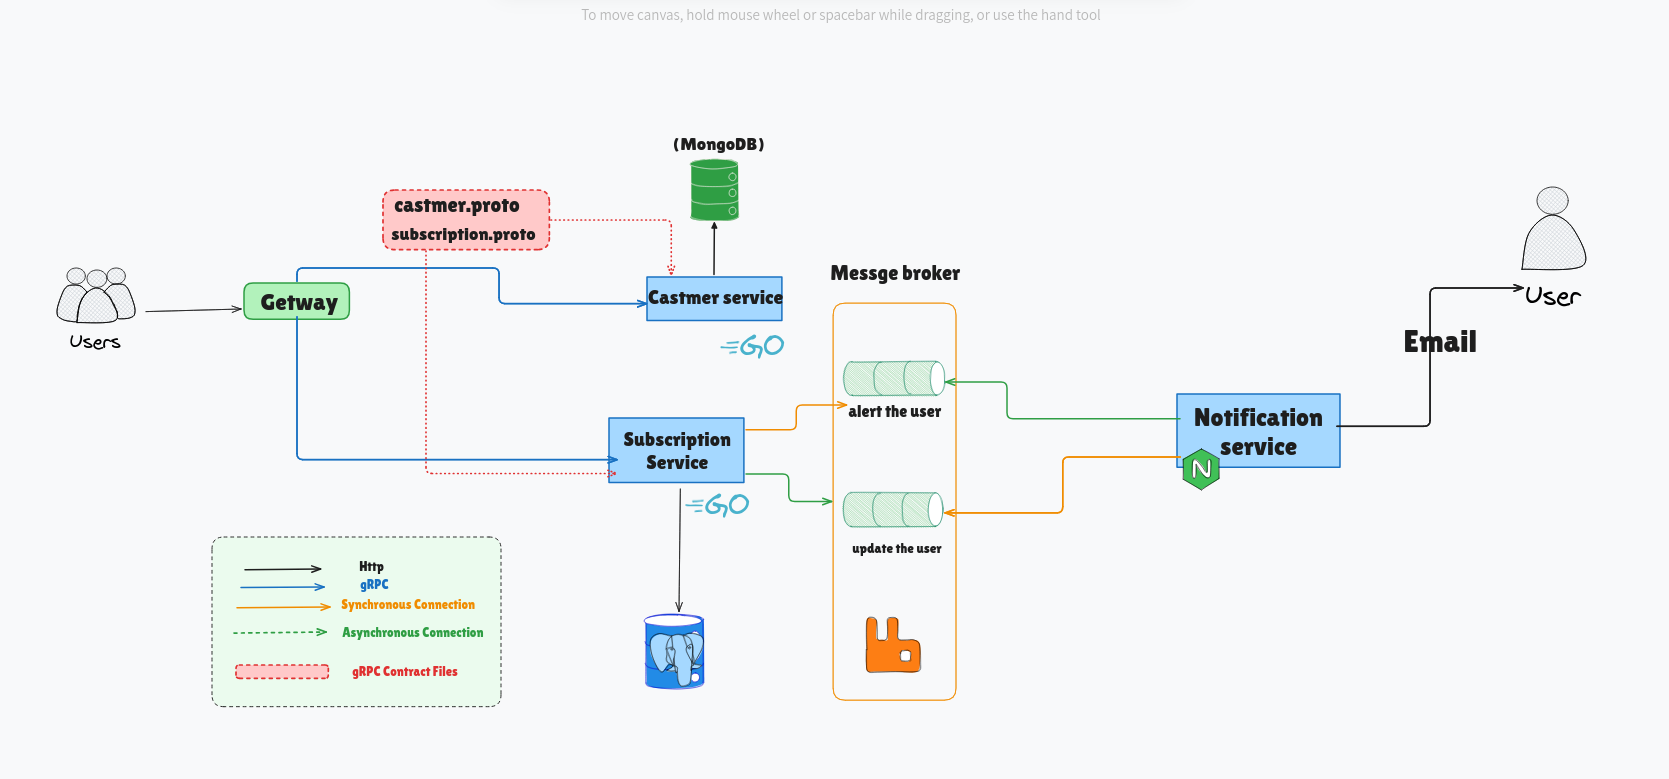 To move canvas, hold mouse wheel or spacebar while dragging, or use the hand tool
(MongoDB)
castmer.proto
subscription.proto
Messge broker
Getway
Castmer service
Users
User
GO
Email
alert the user
Notification
service
Subscription
Service
N
GO
update the user
Http
gRPC
Synchronous Connection
Asynchronous Connection
gRPC Contract Files